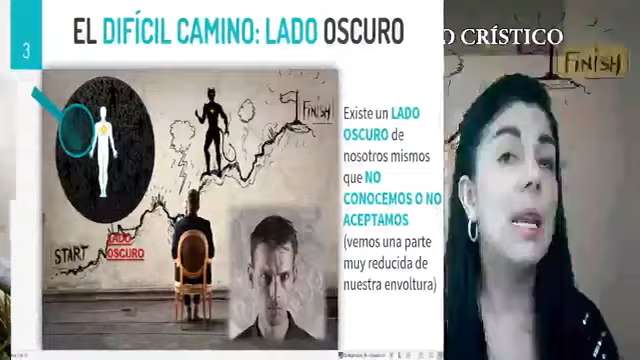 3
EL DIFÍCIL CAMINO: LADO OSCURO
O CRÍSTICO
FINISH
FINISH
START
LADO
OSCURO
Existe un LADO
OSCURO de
nosotros mismos
que NO
CONOCEMOS O NO
ACEPTAMOS
(vemos una parte
muy reducida de
nuestra envoltura)